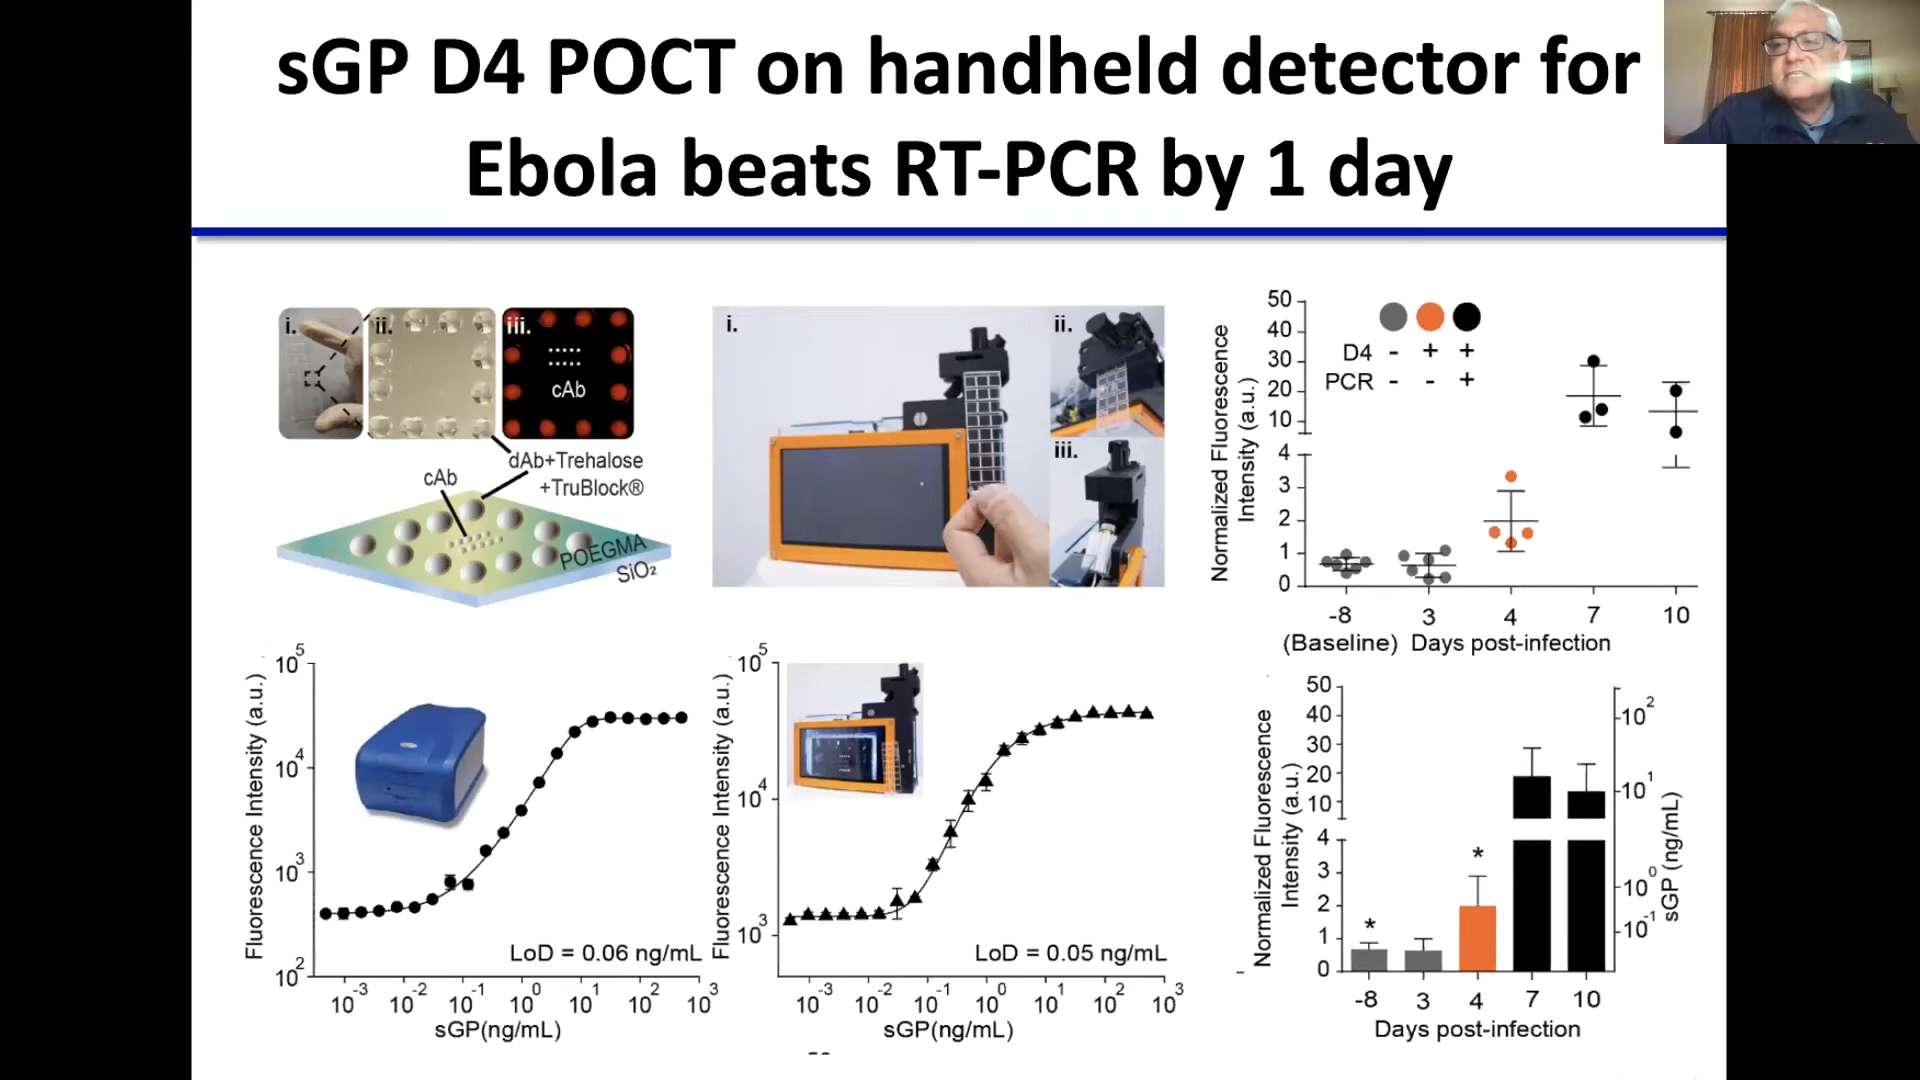 sGP D4 POCT on handheld detector for
Ebola beats RT-PCR by 1 day
i.
ii.
iii.
cAb
dAb+Trehalose
+TruBlock®
cAb
POEGMA
SiO₂
i.
ii.
iii.
Normalized Fluorescence
Intensity (a.u.)
50
40
30
20
10
4
3
2
1
0
D4 - + +
PCR - - +
-8 3 4 7 10
(Baseline) Days post-infection
Fluorescence Intensity (a.u.)
10⁵
10⁴
10³
10²
LoD = 0.06 ng/mL
10⁻³ 10⁻² 10⁻¹ 10⁰ 10¹ 10² 10³
sGP(ng/mL)
Fluorescence Intensity (a.u.)
10⁵
10⁴
10³
LoD = 0.05 ng/mL
10⁻³ 10⁻² 10⁻¹ 10⁰ 10¹ 10² 10³
sGP(ng/mL)
Normalized Fluorescence
Intensity (a.u.)
50
40
30
20
10
4
3
2
1
0
* *
10²
10¹
10⁰
10⁻¹
sGP (ng/mL)
-8 3 4 7 10
Days post-infection